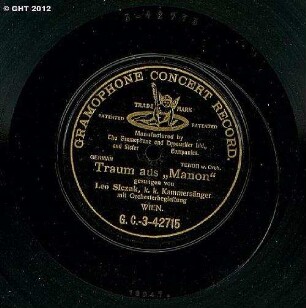 © GHT 2012
GRAMOPHONE CONCERT RECORD.
TRADE MARK
PATENTED PATENTED
Manufactured by
The Gramophone and Typewriter Ltd.
and Sister Companies.
GERMAN TENOR w. Orch.
Traum aus „Manon"
gesungen von
Leo Slezak, k. k. Kammersänger
mit Orchesterbegleitung
WIEN.
G. C.-3-42715